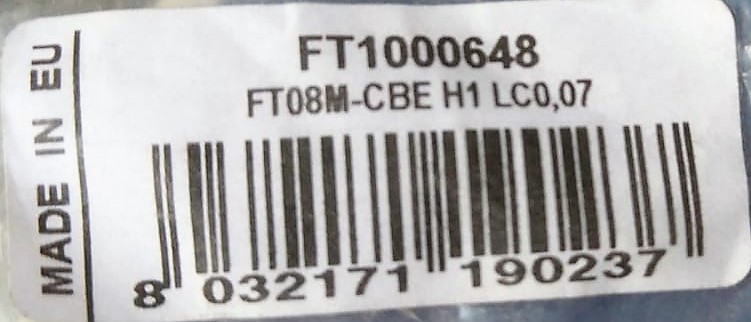 MADE IN EU
FT1000648
FT08M-CBE H1 LC0,07
8 032171 190237